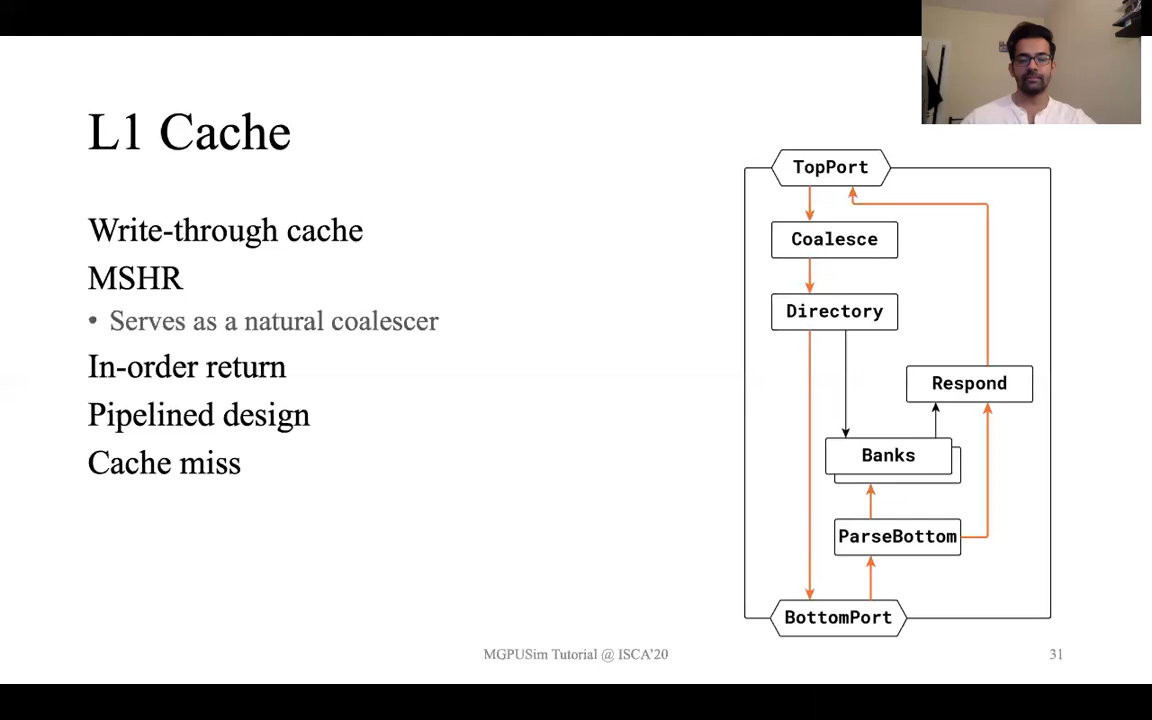 L1 Cache
Write-through cache
MSHR
• Serves as a natural coalescer
In-order return
Pipelined design
Cache miss
TopPort
Coalesce
Directory
Respond
Banks
ParseBottom
BottomPort
MGPUSim Tutorial @ ISCA'20
31